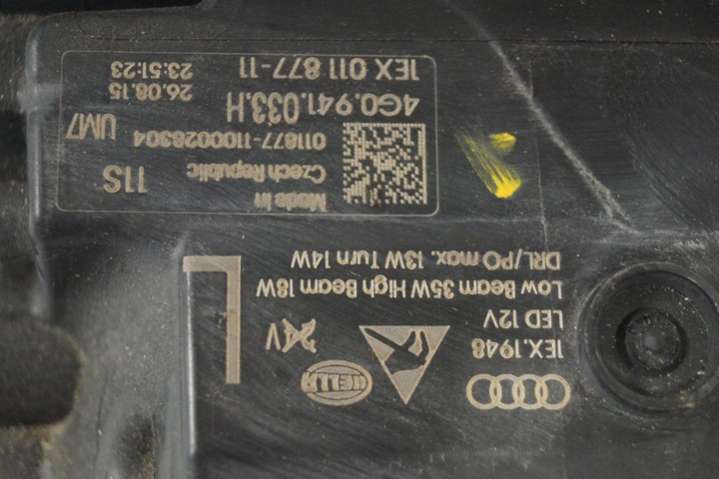 HELLA
1EX.1948
24V
LED 12V
L
Low Beam 35W High Beam 18W
DRL/PO max. 13W Turn 14W
Made in
Czech Republic
11S
011877-1100028304
UM7
4G0.941.033.H
26.08.15
1EX 011 877-11
23:51:23